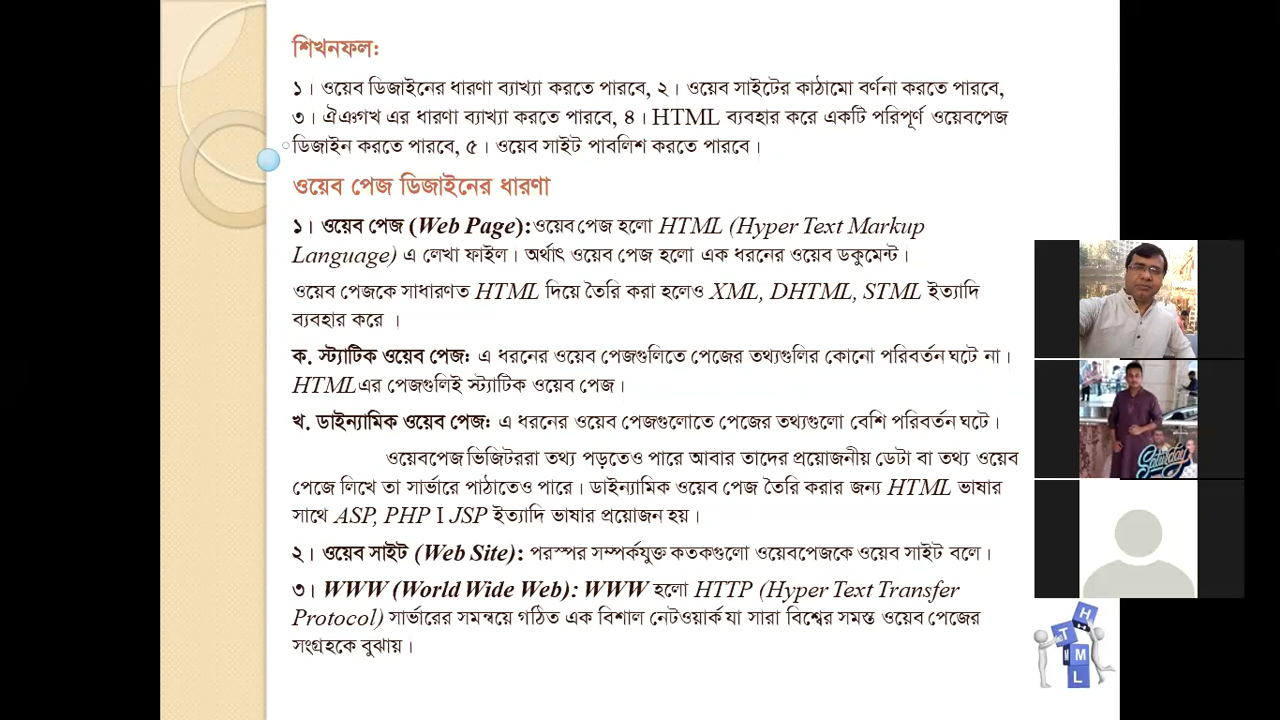 শিখনফল:
১। ওয়েব ডিজাইনের ধারণা ব্যাখ্যা করতে পারবে, ২। ওয়েব সাইটের কাঠামো বর্ণনা করতে পারবে,
৩। ঐঞগখ এর ধারণা ব্যাখ্যা করতে পারবে, ৪। HTML ব্যবহার করে একটি পরিপূর্ণ ওয়েবপেজ
ডিজাইন করতে পারবে, ৫। ওয়েব সাইট পাবলিশ করতে পারবে।
ওয়েব পেজ ডিজাইনের ধারণা
১। ওয়েব পেজ (Web Page):ওয়েব পেজ হলো HTML (Hyper Text Markup
Language) এ লেখা ফাইল। অর্থাৎ ওয়েব পেজ হলো এক ধরনের ওয়েব ডকুমেন্ট।
ওয়েব পেজকে সাধারণত HTML দিয়ে তৈরি করা হলেও XML, DHTML, STML ইত্যাদি
ব্যবহার করে ।
ক. স্ট্যাটিক ওয়েব পেজ: এ ধরনের ওয়েব পেজগুলিতে পেজের তথ্যগুলির কোনো পরিবর্তন ঘটে না।
HTML এর পেজগুলিই স্ট্যাটিক ওয়েব পেজ।
খ. ডাইন্যামিক ওয়েব পেজ: এ ধরনের ওয়েব পেজগুলোতে পেজের তথ্যগুলো বেশি পরিবর্তন ঘটে।
ওয়েবপেজ ভিজিটররা তথ্য পড়তেও পারে আবার তাদের প্রয়োজনীয় ডেটা বা তথ্য ওয়েব
পেজে লিখে তা সার্ভারে পাঠাতেও পারে। ডাইন্যামিক ওয়েব পেজ তৈরি করার জন্য HTML ভাষার
সাথে ASP, PHP I JSP ইত্যাদি ভাষার প্রয়োজন হয়।
২। ওয়েব সাইট (Web Site): পরস্পর সম্পর্কযুক্ত কতকগুলো ওয়েবপেজকে ওয়েব সাইট বলে।
৩। WWW (World Wide Web): WWW হলো HTTP (Hyper Text Transfer
Protocol) সার্ভারের সমন্বয়ে গঠিত এক বিশাল নেটওয়ার্ক যা সারা বিশ্বের সমস্ত ওয়েব পেজের
সংগ্রহকে বুঝায়।
Saturday
H
T
M
L